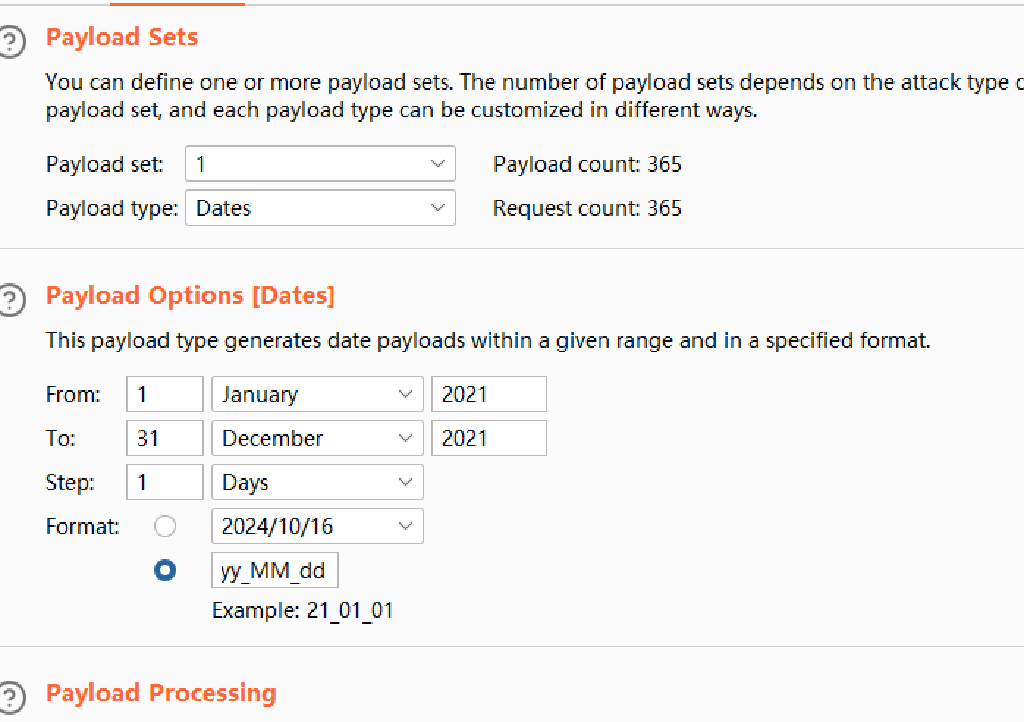 Payload Sets
You can define one or more payload sets. The number of payload sets depends on the attack type
payload set, and each payload type can be customized in different ways.
Payload set: 1 Payload count: 365
Payload type: Dates Request count: 365
Payload Options [Dates]
This payload type generates date payloads within a given range and in a specified format.
From: 1 January 2021
To: 31 December 2021
Step: 1 Days
Format: 2024/10/16
yy_MM_dd
Example: 21_01_01
Payload Processing